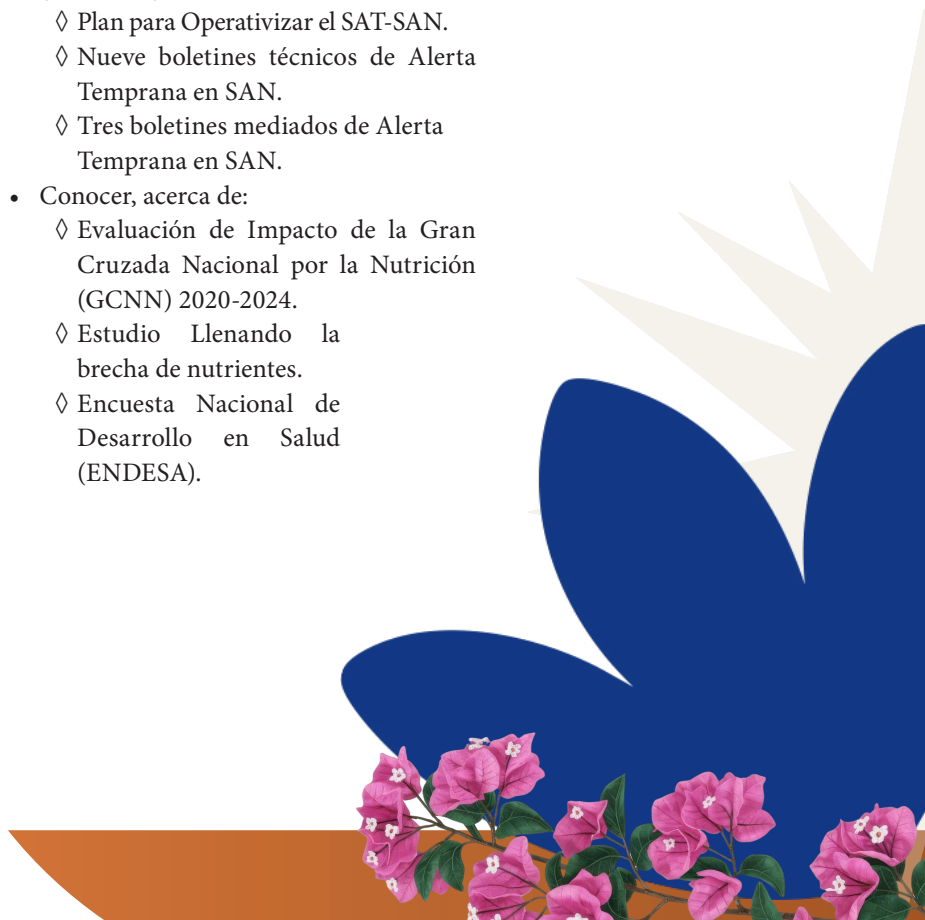 ◊ Plan para Operativizar el SAT-SAN.
◊ Nueve boletines técnicos de Alerta
Temprana en SAN.
◊ Tres boletines mediados de Alerta
Temprana en SAN.
• Conocer, acerca de:
◊ Evaluación de Impacto de la Gran
Cruzada Nacional por la Nutrición
(GCNN) 2020-2024.
◊ Estudio Llenando la
brecha de nutrientes.
◊ Encuesta Nacional de
Desarrollo en Salud
(ENDESA).